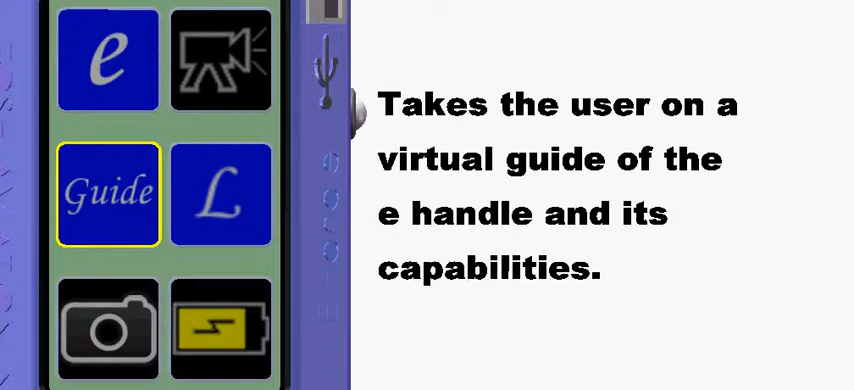 e
Guide
L
Takes the user on a
virtual guide of the
e handle and its
capabilities.